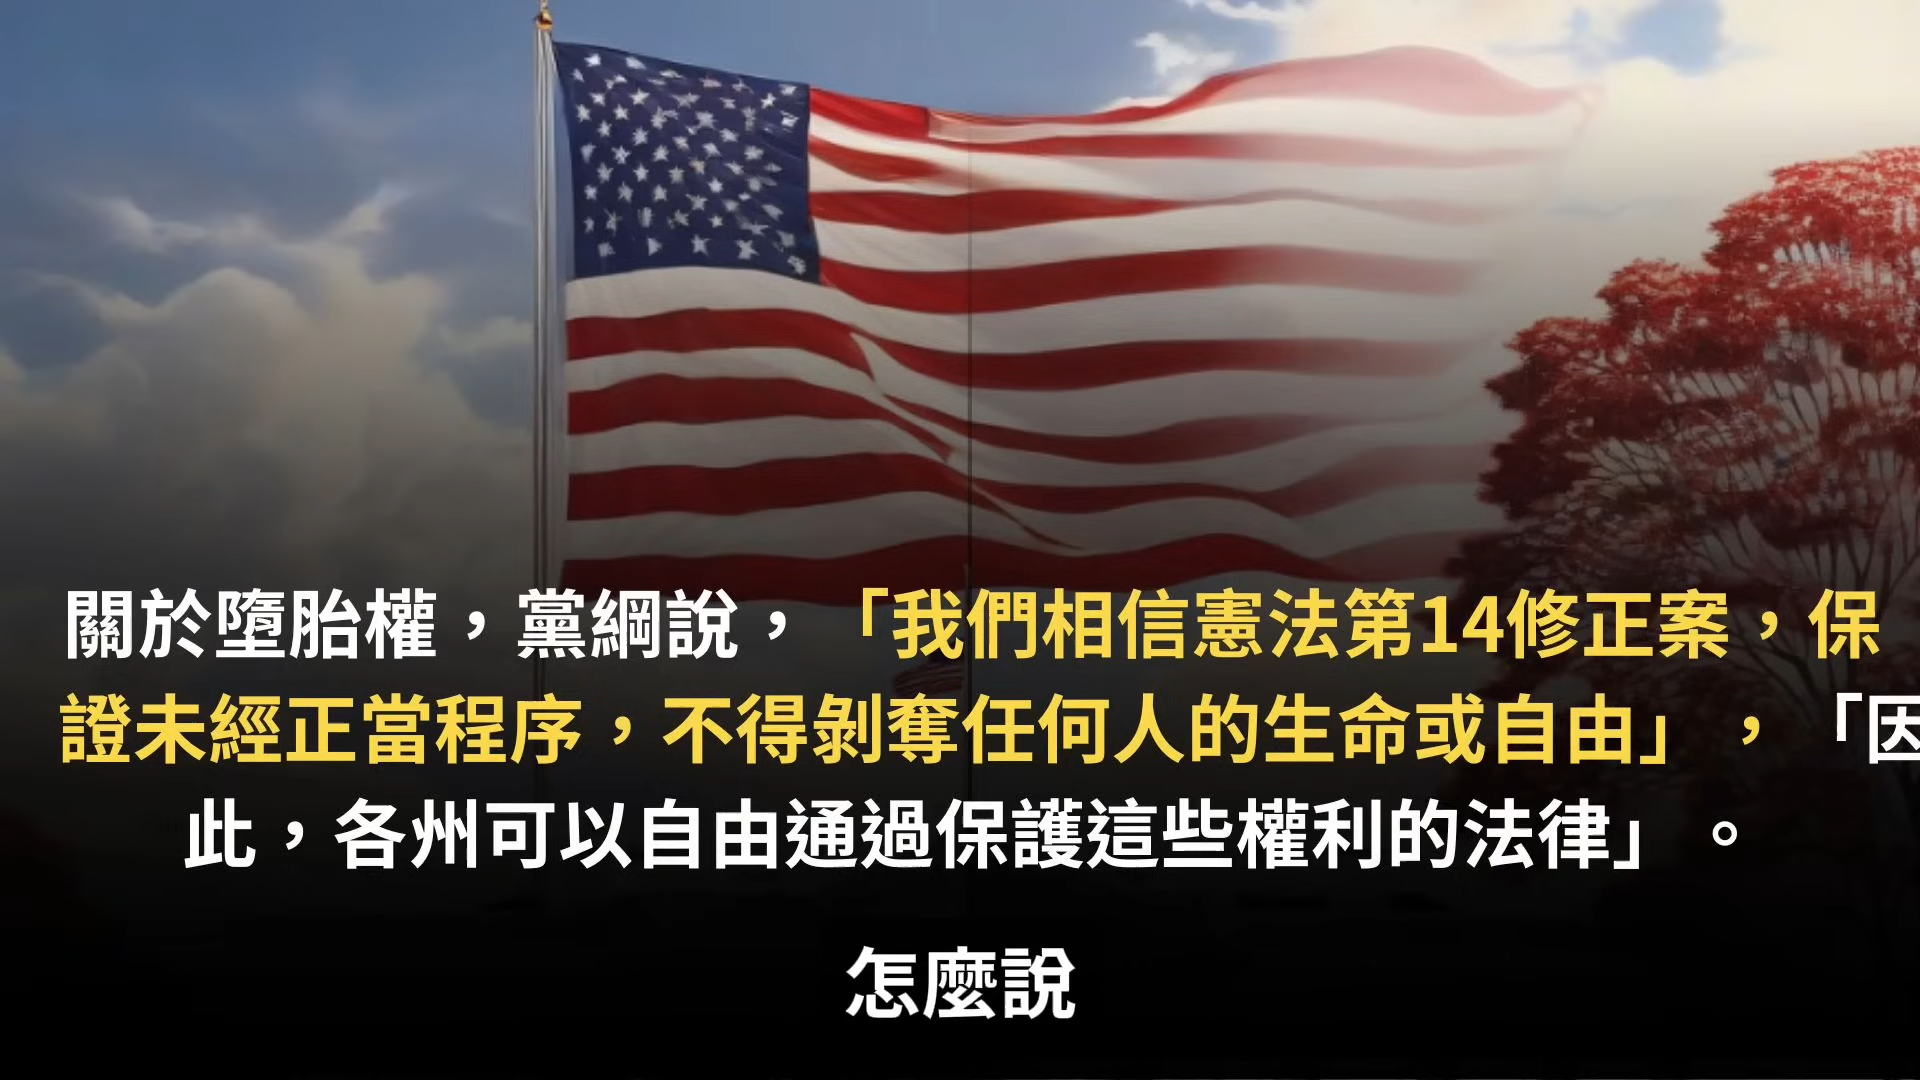 關於墮胎權，黨綱說，「我們相信憲法第14修正案，保
證未經正當程序，不得剝奪任何人的生命或自由」，「因
此，各州可以自由通過保護這些權利的法律」。
怎麼說